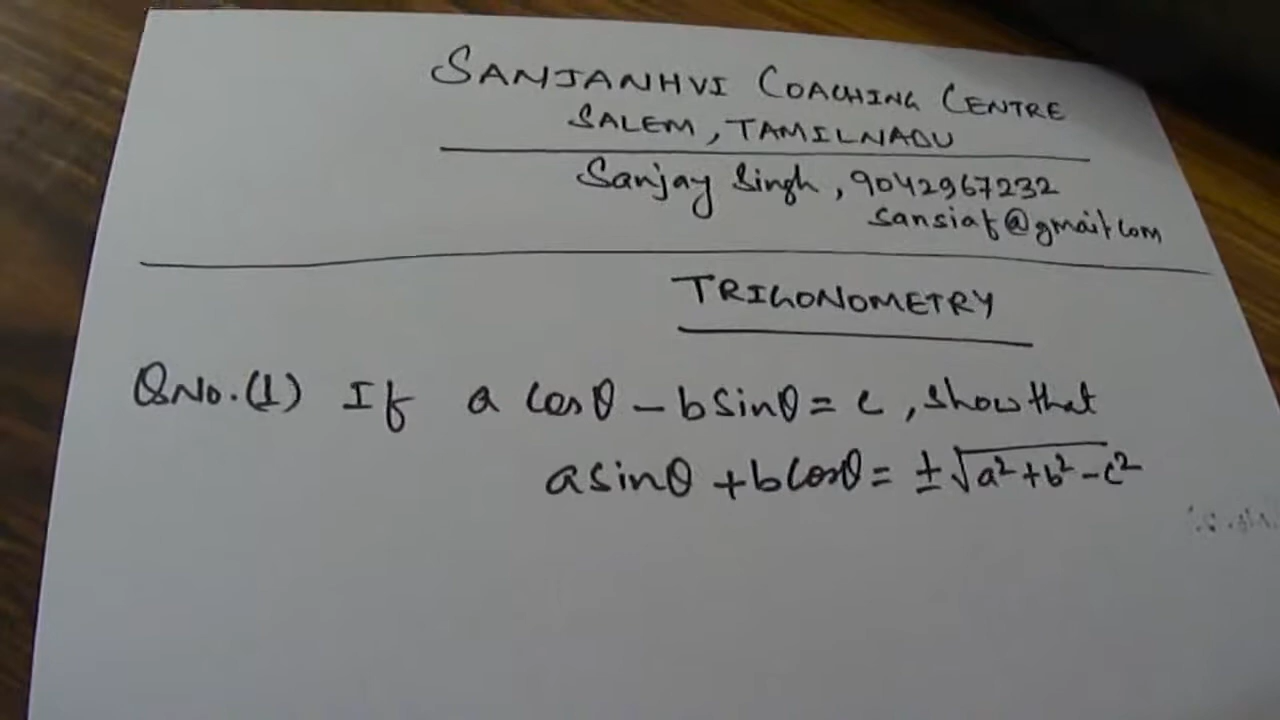 SANJANHVI COACHING CENTRE
SALEM, TAMILNADU
Sanjay Singh, 9042967232
sansiaf@gmail.com
TRIGONOMETRY
QNo.(1) If a cosθ - b sinθ = c, show that
a sinθ + b cosθ = ±√a²+b²-c²